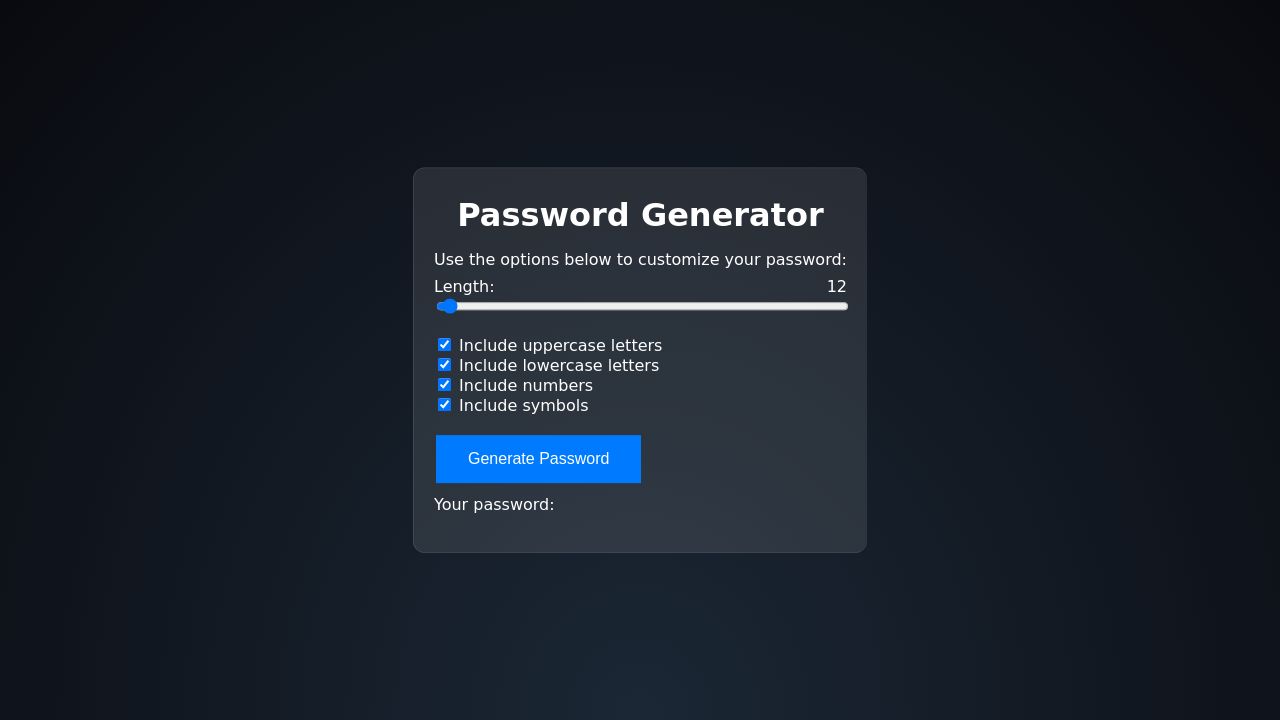 Password Generator
Use the options below to customize your password:
Length: 12
Include uppercase letters
Include lowercase letters
Include numbers
Include symbols
Generate Password
Your password: